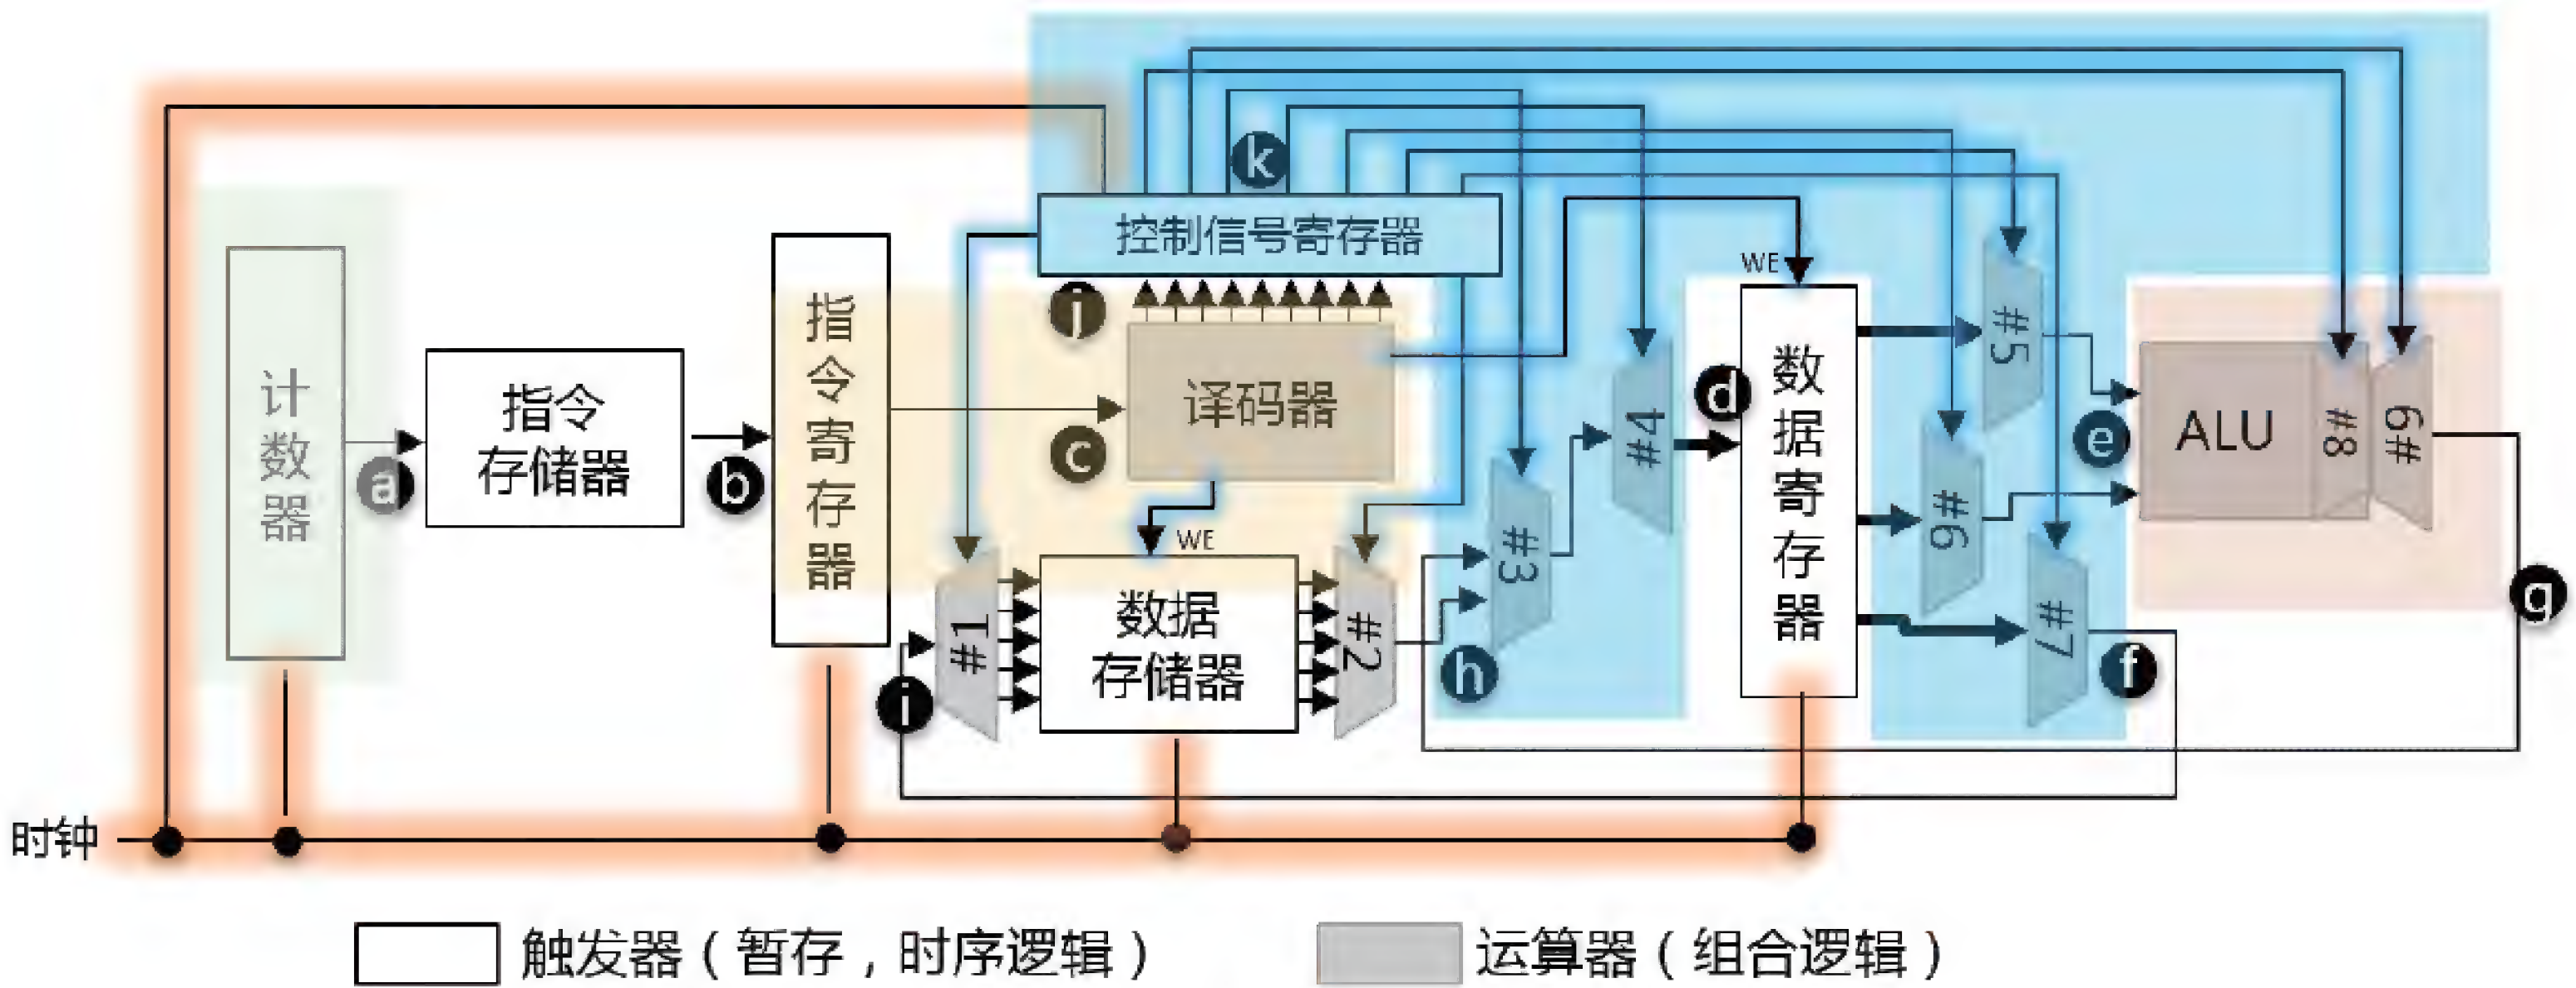 k
控制信号寄存器
WE
计
数
器
a
指令
存储器
b
指
令
寄
存
器
j
译码器
c
WE
#1
数据
存储器
#2
i
h
#3
#4
d
数
据
寄
存
器
#5
#6
#7
e
f
ALU
#8
6#
g
时钟
触发器（暂存，时序逻辑）
运算器（组合逻辑）